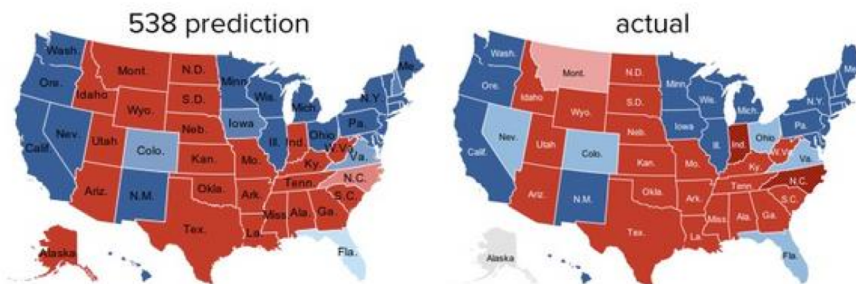 538 prediction
actual
Wash.
Ore.
Calif.
Nev.
Idaho
Mont.
Wyo.
Utah
Ariz.
Colo.
N.M.
N.D.
S.D.
Neb.
Kan.
Okla.
Tex.
Minn
Iowa
Mo.
Ark.
La.
Wis.
Ill.
Mich
Ind.
Ohio
Ky.
Tenn.
Miss
Ala.
Ga.
Fla.
S.C.
N.C.
Va.
W.V.
Pa.
N.Y.
Me.
Alaska
Wash.
Ore.
Calif.
Nev.
Idaho
Mont.
Wyo.
Utah
Ariz.
Colo.
N.M.
N.D.
S.D.
Neb.
Kan.
Okla.
Tex.
Minn
Iowa
Mo.
Ark.
La.
Wis.
Ill.
Mich
Ind.
Ohio
Ky.
Tenn.
Miss
Ala.
Ga.
Fla.
S.C.
N.C.
Va.
W.Va
Pa.
N.Y.
Me
Alaska